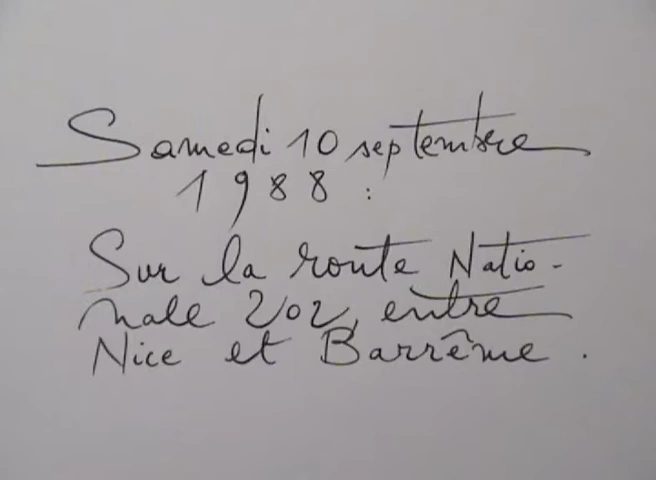 Samedi 10 septembre
1988 :
Sur la route Natio-
nale 202, entre
Nice et Barrême.